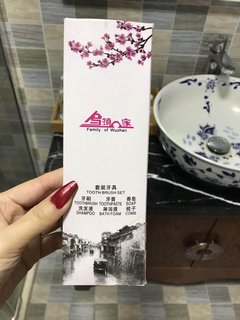 乌镇人家
Family of Wuzhen
套装牙具
TOOTH BRUSH SET
牙刷 牙膏 香皂
TOOTHBRUSH TOOTHPASTE SOAP
洗发液 淋浴液 梳子
SHAMPOO BATH FOAM COMB